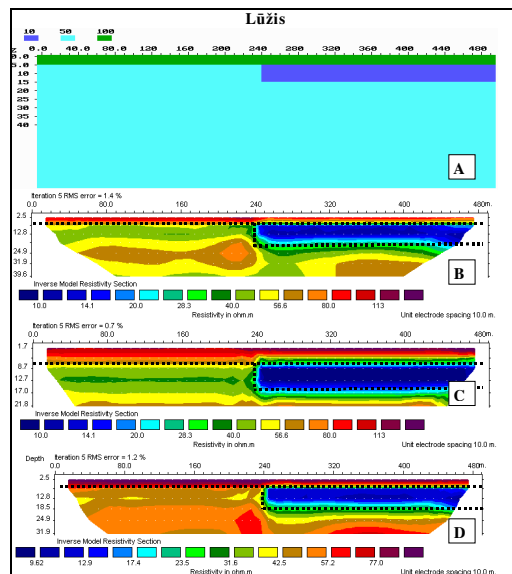 Lūžis
10 50 100
Z 0.0 40 80 120 160 200 240 280 320 360 400 440 480
0.0
5.0
10
15
20
25
30
35
40
A
Iteration 5 RMS error = 1.4 %
0.0 80.0 160 240 320 400 480m.
2.5
12.8
24.9
31.9
39.6
B
Inverse Model Resistivity Section
10.0 14.1 20.0 28.3 40.0 56.6 80.0 113
Resistivity in ohm.m Unit electrode spacing 10.0 m.
Iteration 5 RMS error = 0.7 %
0.0 80.0 160 240 320 400 480m.
1.7
8.7
12.7
17.0
21.8
C
Inverse Model Resistivity Section
10.0 14.1 20.0 28.3 40.0 56.6 80.0 113
Resistivity in ohm.m Unit electrode spacing 10.0 m.
Depth Iteration 5 RMS error = 1.2 %
0.0 80.0 160 240 320 400 480 m.
2.5
12.8
18.5
24.9
31.9
D
Inverse Model Resistivity Section
9.62 12.9 17.4 23.5 31.6 42.5 57.2 77.0
Resistivity in ohm.m Unit electrode spacing 10.0 m.